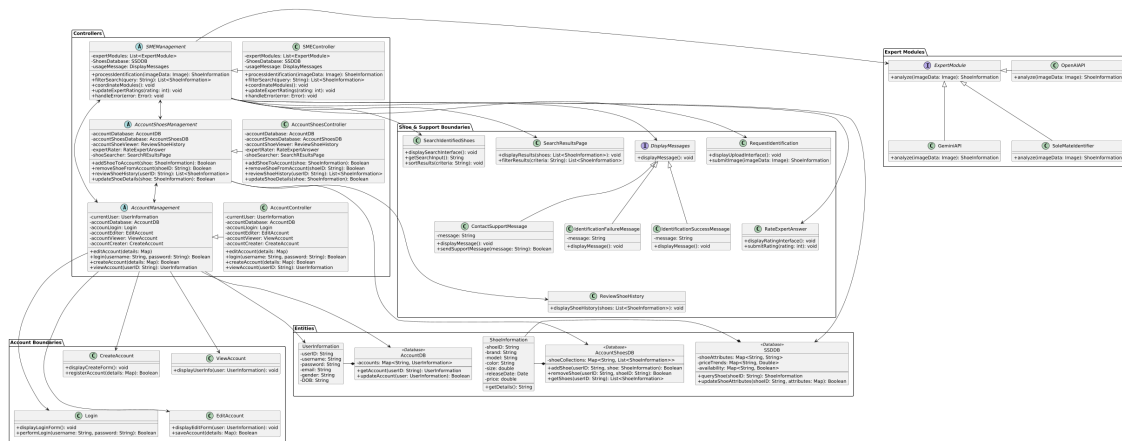 Controllers
SMEManagement
-expertModules: List<ExpertModule>
-ShoesDatabase: SSDDB
-usageMessage: DisplayMessages
+processIdentification(imageData: Image): ShoeInformation
+filterSearch(query: String): List<ShoeInformation>
+coordinateModules(): void
+updateExpertRatings(rating: int): void
+handleError(error: Error): void
SMEController
-expertModules: List<ExpertModule>
-ShoesDatabase: SSDDB
-usageMessage: DisplayMessages
+processIdentification(imageData: Image): ShoeInformation
+filterSearch(query: String): List<ShoeInformation>
+coordinateModules(): void
+updateExpertRatings(rating: int): void
+handleError(error: Error): void
AccountShoesManagement
-accountDatabase: AccountDB
-accountShoesDatabase: AccountShoesDB
-accountShoeViewer: ReviewShoeHistory
-expertRater: RateExpertAnswer
-shoeSearcher: SearchREsultsPage
+addShoeToAccount(shoe: ShoeInformation): Boolean
+removeShoeFromAccount(shoeID: String): Boolean
+reviewShoeHistory(userID: String): List<ShoeInformation>
+updateShoeDetails(shoe: ShoeInformation): Boolean
AccountShoesController
-accountDatabase: AccountDB
-accountShoesDatabase: AccountShoesDB
-accountShoeViewer: ReviewShoeHistory
-expertRater: RateExpertAnswer
-shoeSearcher: SearchREsultsPage
+addShoeToAccount(shoe: ShoeInformation): Boolean
+removeShoeFromAccount(shoeID: String): Boolean
+reviewShoeHistory(userID: String): List<ShoeInformation>
+updateShoeDetails(shoe: ShoeInformation): Boolean
AccountManagement
-currentUser: UserInformation
-accountDatabase: AccountDB
-accountLogin: Login
-accountEditor: EditAccount
-accountViewer: ViewAccount
-accountCreater: CreateAccount
+editAccount(details: Map)
+login(username: String, password: String): Boolean
+createAccount(details: Map): Boolean
+viewAccount(userID: String): UserInformation
AccountController
-currentUser: UserInformation
-accountDatabase: AccountDB
-accountLogin: Login
-accountEditor: EditAccount
-accountViewer: ViewAccount
-accountCreater: CreateAccount
+editAccount(details: Map)
+login(username: String, password: String): Boolean
+createAccount(details: Map): Boolean
+viewAccount(userID: String): UserInformation
Expert Modules
ExpertModule
+analyze(imageData: Image): ShoeInformation
OpenAIAPI
+analyze(imageData: Image): ShoeInformation
GeminiAPI
+analyze(imageData: Image): ShoeInformation
SoleMateIdentifier
+analyze(imageData: Image): ShoeInformation
Shoe & Support Boundaries
SearchIdentifiedShoes
+displaySearchInterface(): void
+getSearchInput(): String
+sortResults(criteria: String): void
SearchResultsPage
+displayResults(shoes: List<ShoeInformation>): void
+filterResults(criteria: String): List<ShoeInformation>
DisplayMessages
+displayMessage(): void
RequestIdentification
+displayUploadInterface(): void
+submitImage(imageData: Image): ShoeInformation
ContactSupportMessage
-message: String
+displayMessage(): void
+sendSupportMessage(message: String): Boolean
IdentificationFailureMessage
-message: String
+displayMessage(): void
IdentificationSuccessMessage
-message: String
+displayMessage(): void
RateExpertAnswer
+displayRatingInterface(): void
+submitRating(rating: int): void
ReviewShoeHistory
+displayShoeHistory(shoes: List<ShoeInformation>): void
Account Boundaries
CreateAccount
+displayCreateForm(): void
+registerAccount(details: Map): Boolean
ViewAccount
+displayUserInfo(user: UserInformation): void
Login
+displayLoginForm(): void
+performLogin(username: String, password: String): Boolean
EditAccount
+displayEditForm(user: UserInformation): void
+saveAccount(details: Map): Boolean
Entities
UserInformation
-userID: String
-username: String
-password: String
-email: String
-gender: String
-DOB: String
«Database»
AccountDB
-accounts: Map<String, UserInformation>
+getAccount(userID: String): UserInformation
+updateAccount(user: UserInformation): Boolean
ShoeInformation
-shoeID: String
-brand: String
-model: String
-color: String
-size: double
-releaseDate: Date
-price: double
+getDetails(): String
«Database»
AccountShoesDB
-shoeCollections: Map<String, List<ShoeInformation>>
+addShoe(userID: String, shoe: ShoeInformation): Boolean
+removeShoe(userID: String, shoeID: String): Boolean
+getShoes(userID: String): List<ShoeInformation>
«Database»
SSDDB
-shoeAttributes: Map<String, String>
-priceTrends: Map<String, Double>
-availability: Map<String, Boolean>
+queryShoe(shoeID: String): ShoeInformation
+updateShoeAttributes(shoeID: String, attributes: Map): Boolean